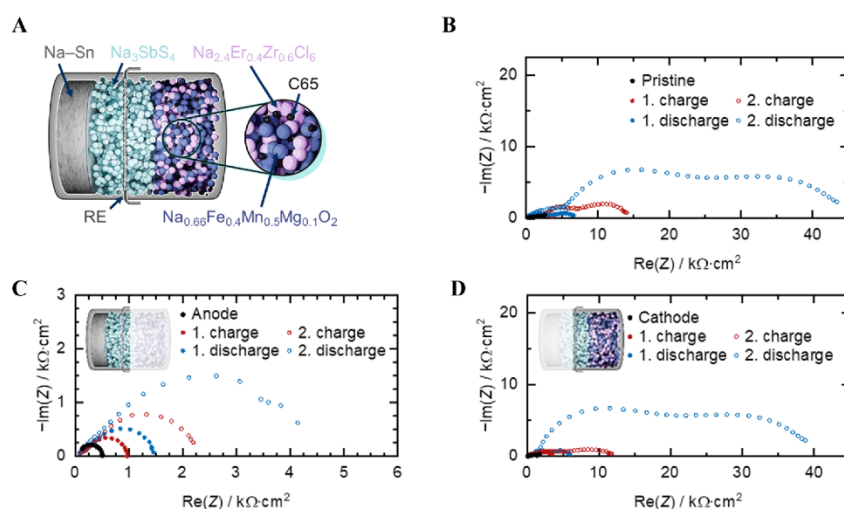 A
Na–Sn Na₃SbS₄ Na₂.₄Er₀.₄Zr₀.₆Cl₆
C65
RE Na₀.₆₆Fe₀.₄Mn₀.₅Mg₀.₁O₂
B
−Im(Z) / kΩ·cm²
20
15
10
5
0
Pristine
1. charge 2. charge
1. discharge 2. discharge
0 10 20 30 40
Re(Z) / kΩ·cm²
C
−Im(Z) / kΩ·cm²
3
2
1
0
Anode
1. charge 2. charge
1. discharge 2. discharge
0 1 2 3 4 5 6
Re(Z) / kΩ·cm²
D
−Im(Z) / kΩ·cm²
20
15
10
5
0
Cathode
1. charge 2. charge
1. discharge 2. discharge
0 10 20 30 40
Re(Z) / kΩ·cm²